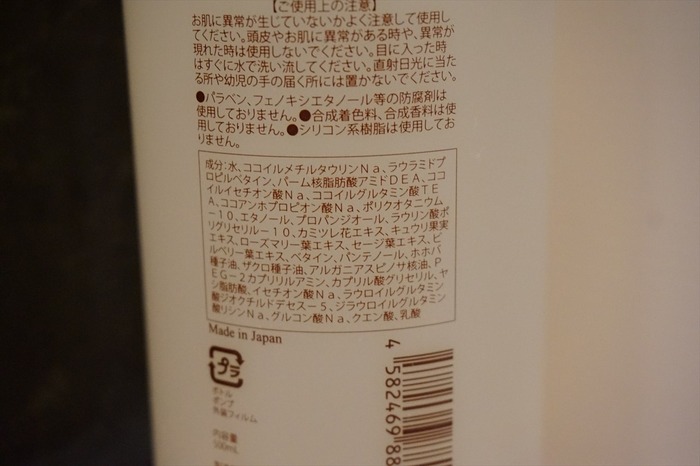 【ご使用上の注意】
お肌に異常が生じていないかよく注意して使用し
てください。頭皮やお肌に異常がある時や、異常が
現れた時は使用しないでください。目に入った時
はすぐに水で洗い流してください。直射日光に当た
る所や幼児の手の届く所には置かないでください。
●パラベン、フェノキシエタノール等の防腐剤は
使用しておりません。●合成着色料、合成香料は使
用しておりません。●シリコン系樹脂は使用してお
りません。
成分：水、ココイルメチルタウリンＮａ、ラウラミドプ
ロピルベタイン、パーム核脂肪酸アミドＤＥＡ、ココ
イルイセチオン酸Ｎａ、ココイルグルタミン酸ＴＥ
Ａ、ココアンホプロピオン酸Ｎａ、ポリクオタニウム
－１０、エタノール、プロパンジオール、ラウリン酸ポ
リグリセリル－１０、カミツレ花エキス、キュウリ果実
エキス、ローズマリー葉エキス、セージ葉エキス、ビ
ルベリー葉エキス、ベタイン、パンテノール、ホホバ
種子油、ザクロ種子油、アルガニアスピノサ核油、Ｐ
ＥＧ－２カプリリルアミン、カプリル酸グリセリル、ヤ
シ脂肪酸、イセチオン酸Ｎａ、ラウロイルグルタミン
酸ジオクチルドデセス－５、ジラウロイルグルタミン
酸リシンＮａ、グルコン酸Ｎａ、クエン酸、乳酸
Made in Japan
プラ
ボトル
ポンプ
外装フィルム
内容量
500mL
4 582469 88